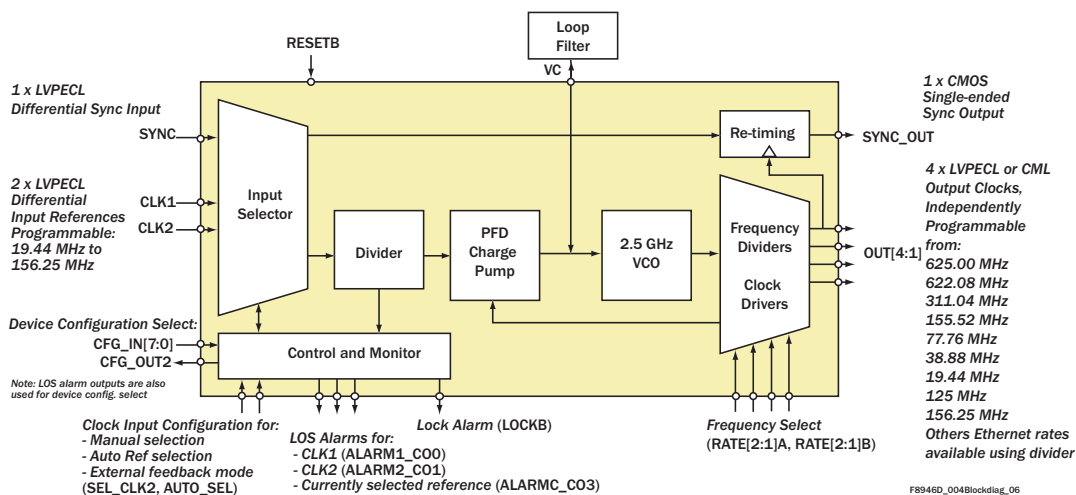 Loop
Filter
RESETB
VC
1 x LVPECL
Differential Sync Input
SYNC
2 x LVPECL
Differential
Input References
Programmable:
19.44 MHz to
156.25 MHz
CLK1
CLK2
Input
Selector
Divider
PFD
Charge
Pump
2.5 GHz
VCO
Re-timing
Frequency
Dividers
Clock
Drivers
1 x CMOS
Single-ended
Sync Output
SYNC_OUT
4 x LVPECL or CML
Output Clocks,
Independently
Programmable
from:
625.00 MHz
622.08 MHz
311.04 MHz
155.52 MHz
77.76 MHz
38.88 MHz
19.44 MHz
125 MHz
156.25 MHz
Others Ethernet rates
available using divider
OUT[4:1]
Device Configuration Select:
CFG_IN[7:0]
CFG_OUT2
Note: LOS alarm outputs are also
used for device config. select
Control and Monitor
Clock Input Configuration for:
- Manual selection
- Auto Ref selection
- External feedback mode
(SEL_CLK2, AUTO_SEL)
LOS Alarms for:
- CLK1 (ALARM1_CO0)
- CLK2 (ALARM2_CO1)
- Currently selected reference (ALARMC_CO3)
Lock Alarm (LOCKB)
Frequency Select
(RATE[2:1]A, RATE[2:1]B)
F8946D_004Blockdiag_06